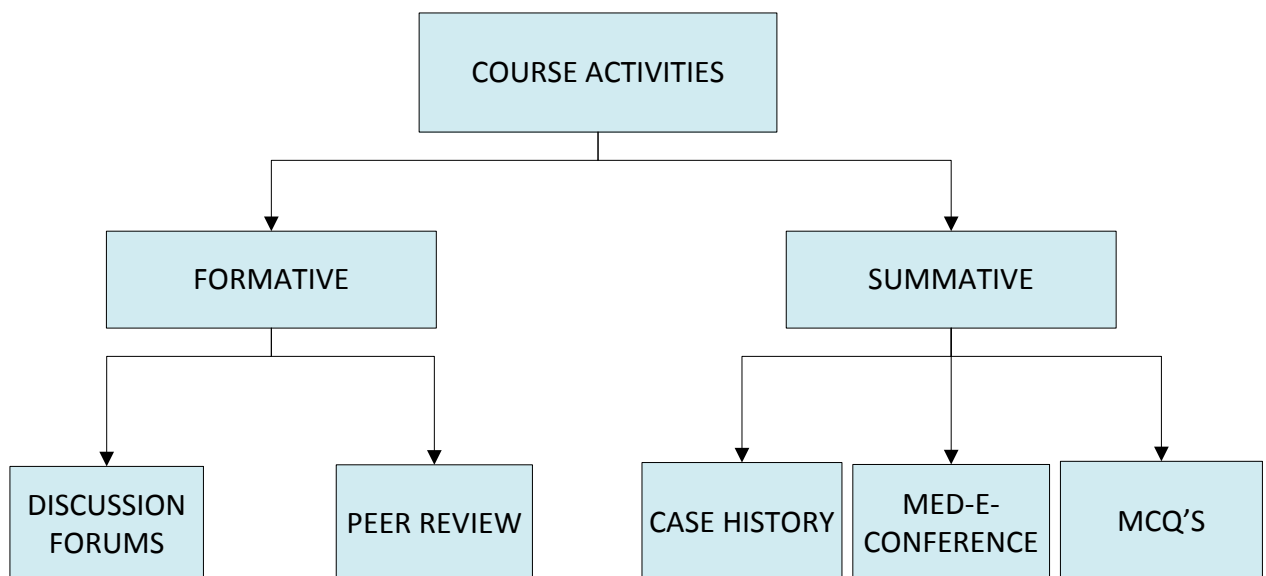 COURSE ACTIVITIES
FORMATIVE
SUMMATIVE
DISCUSSION
FORUMS
PEER REVIEW
CASE HISTORY
MED-E-
CONFERENCE
MCQ'S